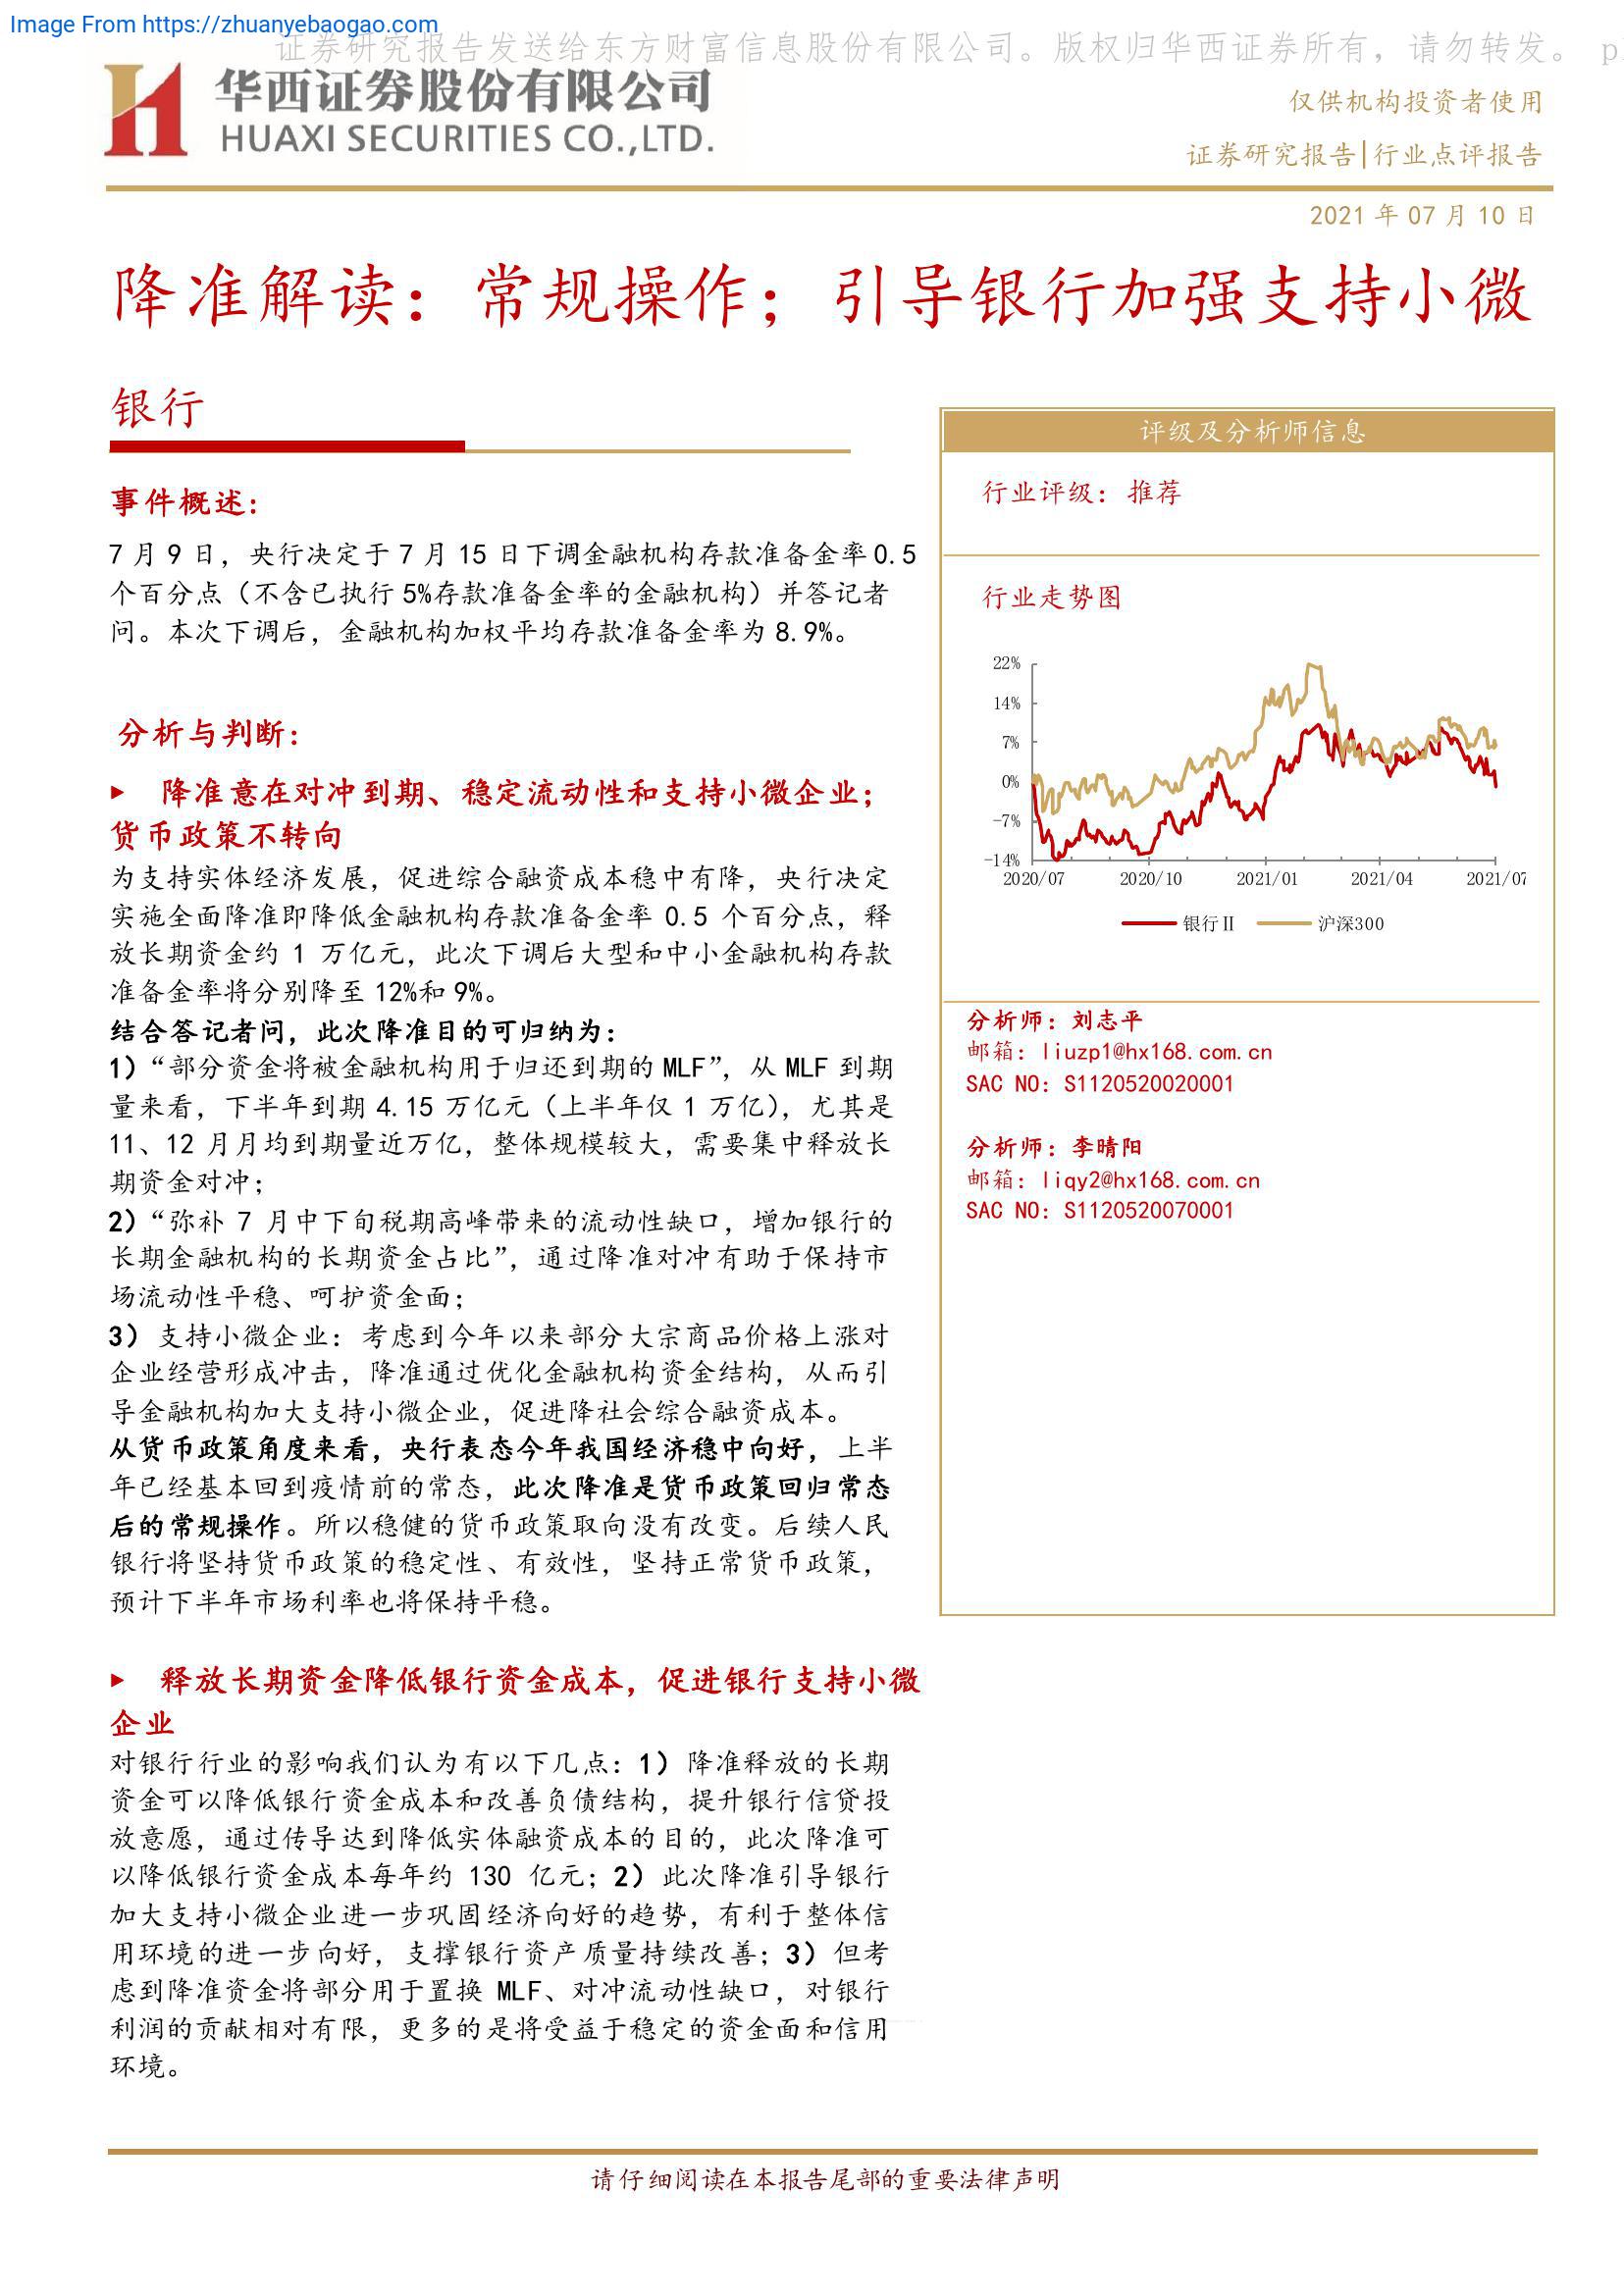 Image From https://zhuanyebaogao.com
证券研究报告发送给东方财富信息股份有限公司。版权归华西证券所有，请勿转发。 p
华西证券股份有限公司
HUAXI SECURITIES CO.,LTD.
仅供机构投资者使用
证券研究报告|行业点评报告
2021 年 07 月 10 日
降准解读：常规操作；引导银行加强支持小微
银行
事件概述：
7 月 9 日，央行决定于 7 月 15 日下调金融机构存款准备金率 0.5
个百分点（不含已执行 5%存款准备金率的金融机构）并答记者
问。本次下调后，金融机构加权平均存款准备金率为 8.9%。
分析与判断：
► 降准意在对冲到期、稳定流动性和支持小微企业；
货币政策不转向
为支持实体经济发展，促进综合融资成本稳中有降，央行决定
实施全面降准即降低金融机构存款准备金率 0.5 个百分点，释
放长期资金约 1 万亿元，此次下调后大型和中小金融机构存款
准备金率将分别降至 12%和 9%。
结合答记者问，此次降准目的可归纳为：
1）“部分资金将被金融机构用于归还到期的 MLF”，从 MLF 到期
量来看，下半年到期 4.15 万亿元（上半年仅 1 万亿），尤其是
11、12 月月均到期量近万亿，整体规模较大，需要集中释放长
期资金对冲；
2）“弥补 7 月中下旬税期高峰带来的流动性缺口，增加银行的
长期金融机构的长期资金占比”，通过降准对冲有助于保持市
场流动性平稳、呵护资金面；
3）支持小微企业：考虑到今年以来部分大宗商品价格上涨对
企业经营形成冲击，降准通过优化金融机构资金结构，从而引
导金融机构加大支持小微企业，促进降社会综合融资成本。
从货币政策角度来看，央行表态今年我国经济稳中向好，上半
年已经基本回到疫情前的常态，此次降准是货币政策回归常态
后的常规操作。所以稳健的货币政策取向没有改变。后续人民
银行将坚持货币政策的稳定性、有效性，坚持正常货币政策，
预计下半年市场利率也将保持平稳。
► 释放长期资金降低银行资金成本，促进银行支持小微
企业
对银行行业的影响我们认为有以下几点：1）降准释放的长期
资金可以降低银行资金成本和改善负债结构，提升银行信贷投
放意愿，通过传导达到降低实体融资成本的目的，此次降准可
以降低银行资金成本每年约 130 亿元；2）此次降准引导银行
加大支持小微企业进一步巩固经济向好的趋势，有利于整体信
用环境的进一步向好，支撑银行资产质量持续改善；3）但考
虑到降准资金将部分用于置换 MLF、对冲流动性缺口，对银行
利润的贡献相对有限，更多的是将受益于稳定的资金面和信用
环境。
评级及分析师信息
行业评级：推荐
行业走势图
22%
14%
7%
0%
-7%
-14%
2020/07 2020/10 2021/01 2021/04 2021/07
银行Ⅱ 沪深300
分析师：刘志平
邮箱：liuzp1@hx168.com.cn
SAC NO：S1120520020001
分析师：李晴阳
邮箱：liqy2@hx168.com.cn
SAC NO：S1120520070001
请仔细阅读在本报告尾部的重要法律声明